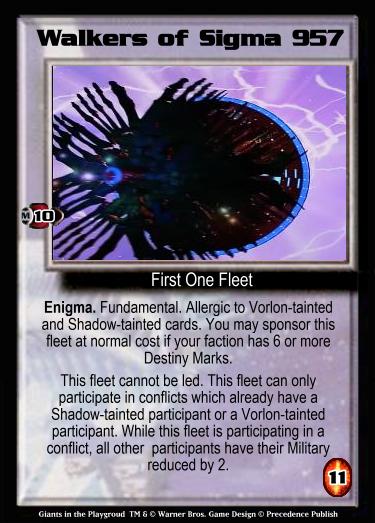 Walkers of Sigma 957
M 10
First One Fleet
Enigma. Fundamental. Allergic to Vorlon-tainted
and Shadow-tainted cards. You may sponsor this
fleet at normal cost if your faction has 6 or more
Destiny Marks.
This fleet cannot be led. This fleet can only
participate in conflicts which already have a
Shadow-tainted participant or a Vorlon-tainted
participant. While this fleet is participating in a
conflict, all other participants have their Military
reduced by 2.
11
Giants in the Playgroud TM & © Warner Bros. Game Design © Precedence Publish